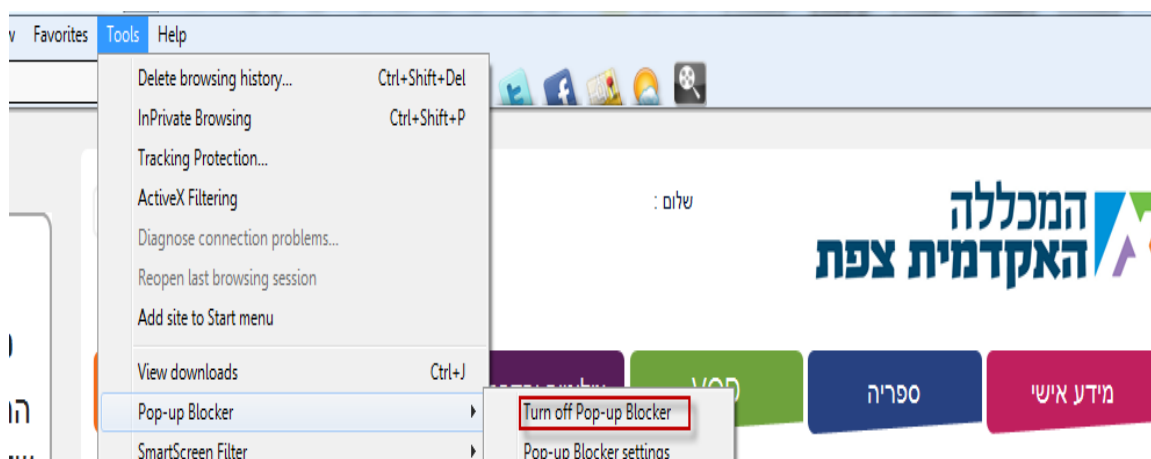 Favorites Tools Help
Delete browsing history... Ctrl+Shift+Del
InPrivate Browsing Ctrl+Shift+P
Tracking Protection...
ActiveX Filtering
Diagnose connection problems...
Reopen last browsing session
Add site to Start menu
View downloads Ctrl+J
Pop-up Blocker
SmartScreen Filter
Turn off Pop-up Blocker
Pop-up Blocker settings
שלום :
המכללה
האקדמית צפת
מידע אישי
ספריה
VOD